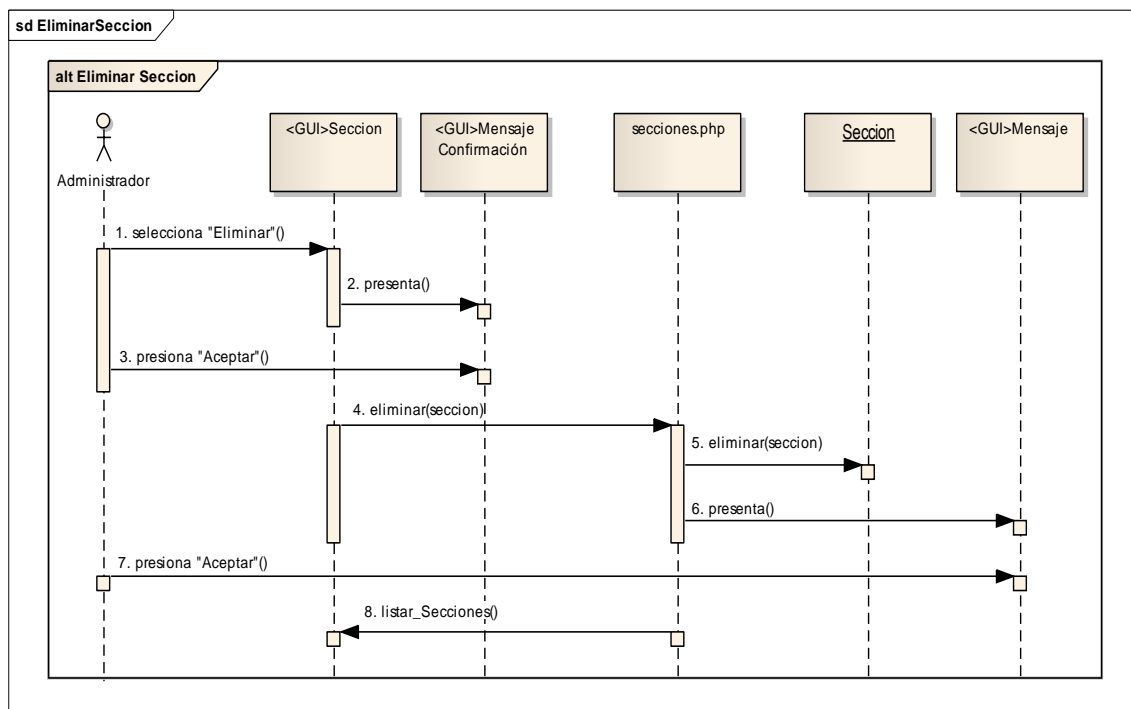 sd EliminarSeccion
alt Eliminar Seccion
Administrador
<GUI>Seccion
<GUI>Mensaje
Confirmación
secciones.php
Seccion
<GUI>Mensaje
1. selecciona "Eliminar"()
2. presenta()
3. presiona "Aceptar"()
4. eliminar(seccion)
5. eliminar(seccion)
6. presenta()
7. presiona "Aceptar"()
8. listar_Secciones()